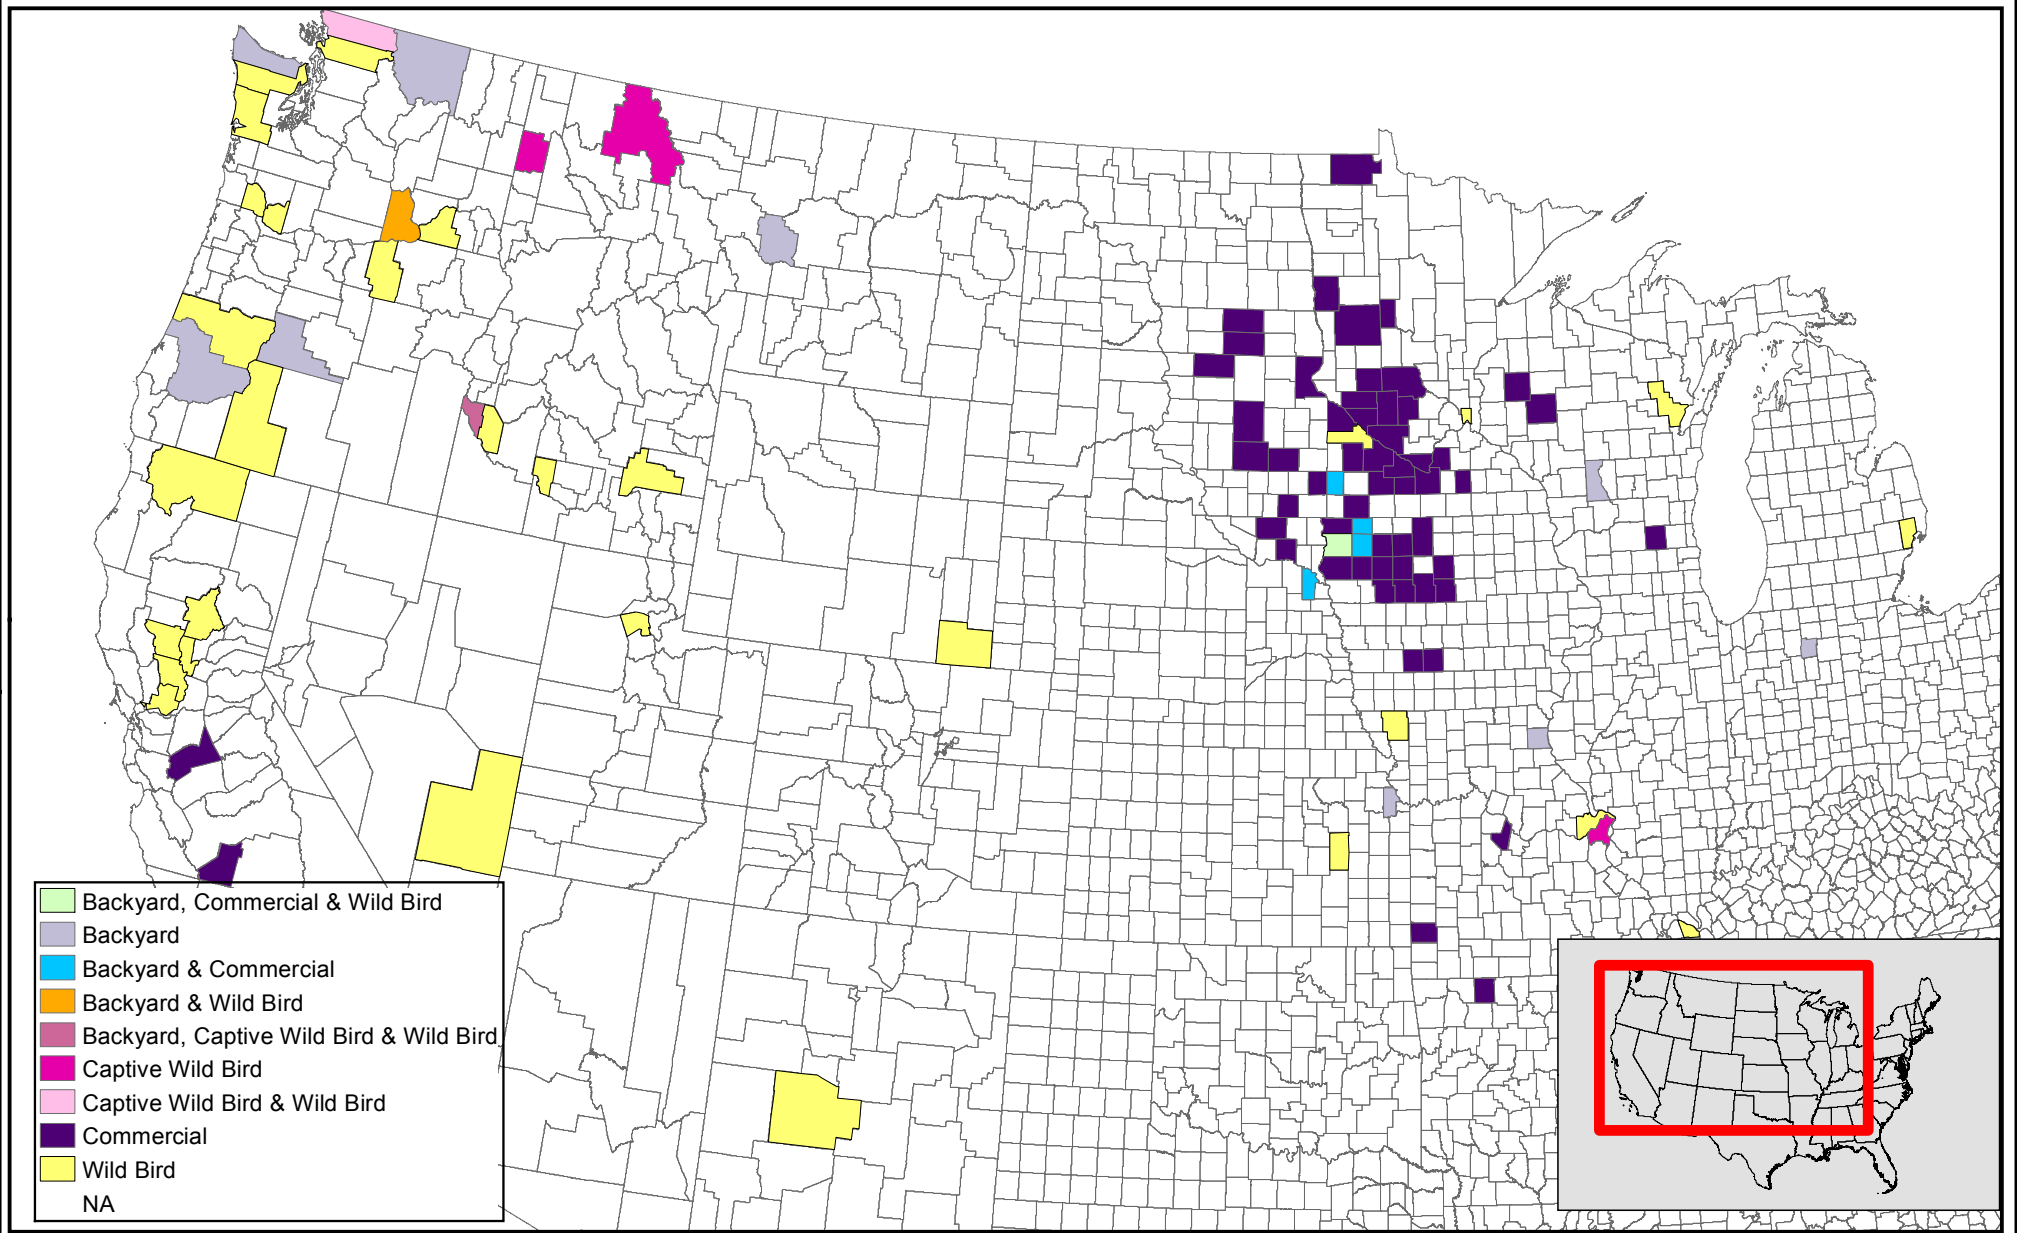 Backyard, Commercial & Wild Bird
Backyard
Backyard & Commercial
Backyard & Wild Bird
Backyard, Captive Wild Bird & Wild Bird
Captive Wild Bird
Captive Wild Bird & Wild Bird
Commercial
Wild Bird
NA